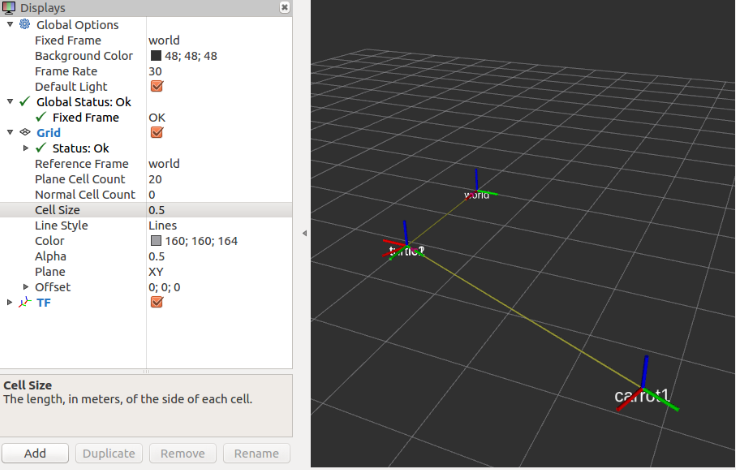 Displays
Global Options
Fixed Frame world
Background Color 48; 48; 48
Frame Rate 30
Default Light
Global Status: Ok
Fixed Frame OK
Grid
Status: Ok
Reference Frame world
Plane Cell Count 20
Normal Cell Count 0
Cell Size 0.5
Line Style Lines
Color 160; 160; 164
Alpha 0.5
Plane XY
Offset 0; 0; 0
TF
Cell Size
The length, in meters, of the side of each cell.
Add Duplicate Remove Rename
world
carrot1